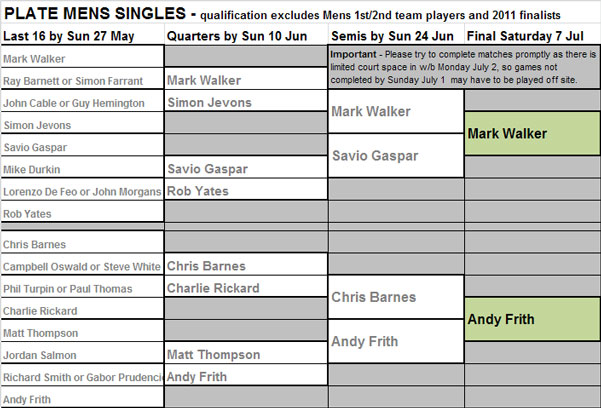 PLATE MENS SINGLES - qualification excludes Mens 1st/2nd team players and 2011 finalists
Last 16 by Sun 27 May
Quarters by Sun 10 Jun
Semis by Sun 24 Jun
Final Saturday 7 Jul
Important - Please try to complete matches promptly as there is
limited court space in w/b Monday July 2, so games not
completed by Sunday July 1 may have to be played off site.
Mark Walker
Ray Barnett or Simon Farrant
John Cable or Guy Hemington
Simon Jevons
Savio Gaspar
Mike Durkin
Lorenzo De Feo or John Morgans
Rob Yates
Chris Barnes
Campbell Oswald or Steve White
Phil Turpin or Paul Thomas
Charlie Rickard
Matt Thompson
Jordan Salmon
Richard Smith or Gabor Prudencio
Andy Frith
Mark Walker
Simon Jevons
Savio Gaspar
Rob Yates
Chris Barnes
Charlie Rickard
Matt Thompson
Andy Frith
Mark Walker
Savio Gaspar
Chris Barnes
Andy Frith
Mark Walker
Andy Frith